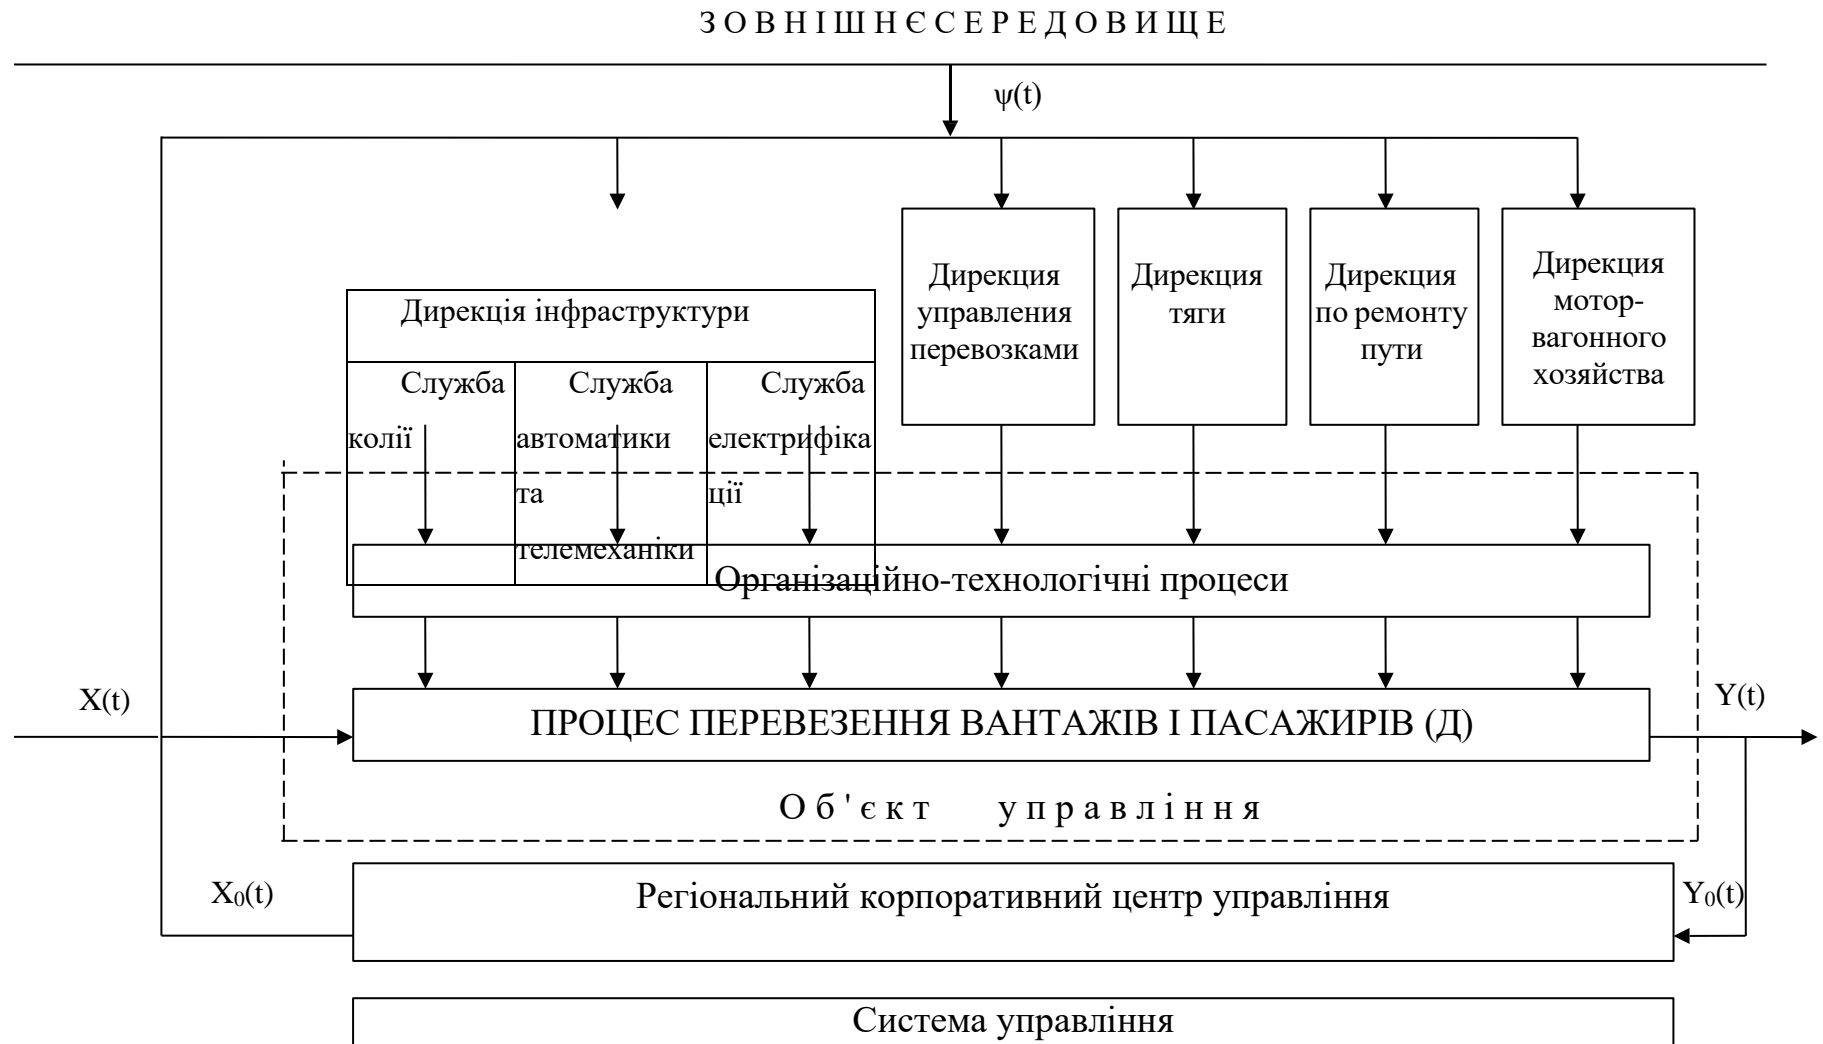 З О В Н І Ш Н Є С Е Р Е Д О В И Щ Е
ψ(t)
Дирекція інфраструктури
Служба
колії
Служба
автоматики
та
телемеханіки
Служба
електрифіка
ції
Дирекция
управления
перевозками
Дирекция
тяги
Дирекция
по ремонту
пути
Дирекция
мотор-
вагонного
хозяйства
Організаційно-технологічні процеси
X(t)
ПРОЦЕС ПЕРЕВЕЗЕННЯ ВАНТАЖІВ І ПАСАЖИРІВ (Д)
Y(t)
О б ' є к т у п р а в л і н н я
X₀(t)
Регіональний корпоративний центр управління
Y₀(t)
Система управління